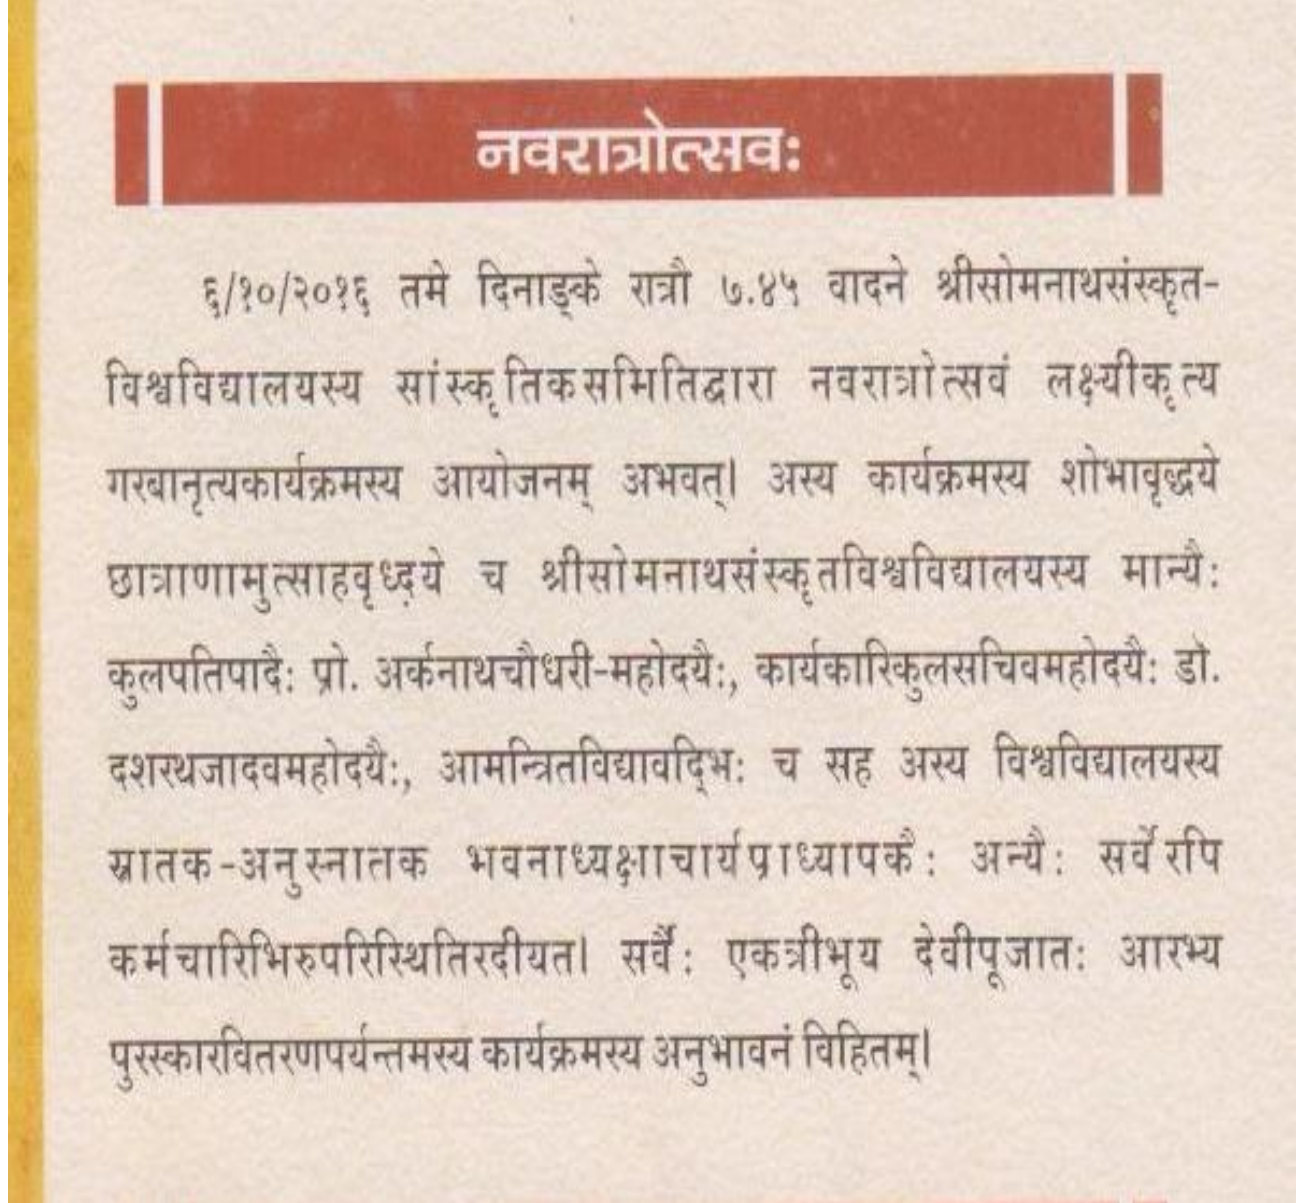 नवरात्रोत्सवः
६/१०/२०१६ तमे दिनाङ्के रात्रौ ७.४५ वादने श्रीसोमनाथसंस्कृत-
विश्वविद्यालयस्य सांस्कृतिकसमितिद्वारा नवरात्रोत्सवं लक्ष्यीकृत्य
गरबानृत्यकार्यक्रमस्य आयोजनम् अभवत्। अस्य कार्यक्रमस्य शोभावृद्धये
छात्राणामुत्साहवृध्द्ये च श्रीसोमनाथसंस्कृतविश्वविद्यालयस्य मान्यैः
कुलपतिपादैः प्रो. अर्कनाथचौधरी-महोदयैः, कार्यकारिकुलसचिवमहोदयैः डॉ.
दशरथजादवमहोदयैः, आमन्त्रितविद्यावद्भिः च सह अस्य विश्वविद्यालयस्य
स्नातक-अनुस्नातक भवनाध्यक्षाचार्यप्राध्यापकैः अन्यैः सर्वेरपि
कर्मचारिभिरुपरिस्थितिरदीयत। सर्वैः एकत्रीभूय देवीपूजातः आरभ्य
पुरस्कारवितरणपर्यन्तमस्य कार्यक्रमस्य अनुभावनं विहितम्।